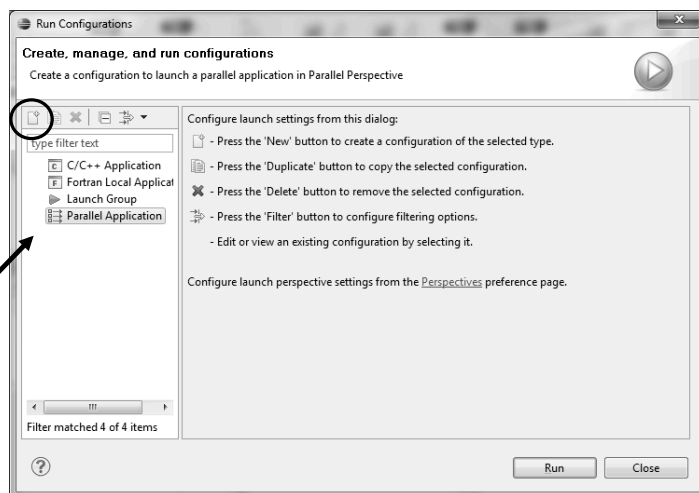 Run Configurations
Create, manage, and run configurations
Create a configuration to launch a parallel application in Parallel Perspective
type filter text
C/C++ Application
Fortran Local Applicat
Launch Group
Parallel Application
Filter matched 4 of 4 items
Configure launch settings from this dialog:
- Press the 'New' button to create a configuration of the selected type.
- Press the 'Duplicate' button to copy the selected configuration.
- Press the 'Delete' button to remove the selected configuration.
- Press the 'Filter' button to configure filtering options.
- Edit or view an existing configuration by selecting it.
Configure launch perspective settings from the Perspectives preference page.
Run
Close